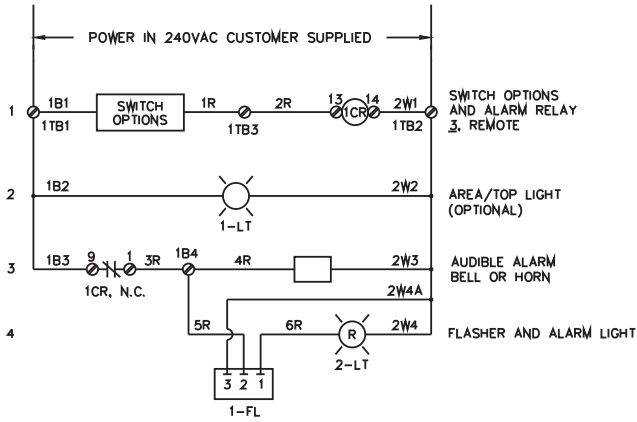 POWER IN 240VAC CUSTOMER SUPPLIED
1 1B1 SWITCH OPTIONS 1R 2R 13 1CR 14 2W1 SWITCH OPTIONS
1TB1 1TB3 1TB2 AND ALARM RELAY
3. REMOTE
2 1B2 2W2 AREA/TOP LIGHT
1-LT (OPTIONAL)
3 1B3 9 1 3R 1B4 4R 2W3 AUDIBLE ALARM
1CR, N.C. BELL OR HORN
2W4A
4 5R 6R R 2W4 FLASHER AND ALARM LIGHT
2-LT
3 2 1
1-FL